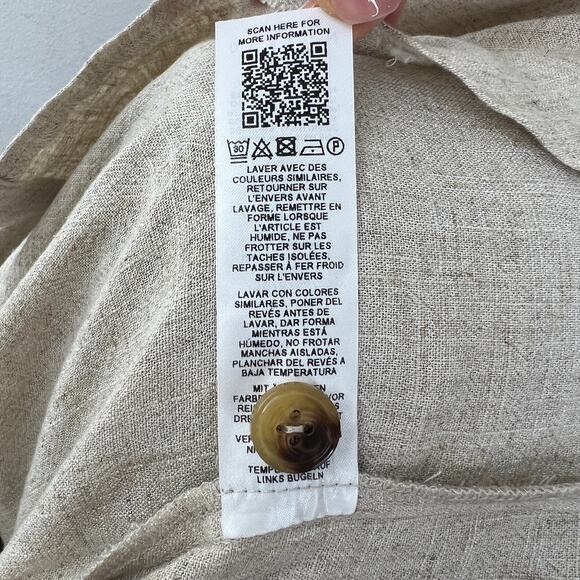 SCAN HERE FOR
MORE INFORMATION
30
P
LAVER AVEC DES
COULEURS SIMILAIRES,
RETOURNER SUR
L'ENVERS AVANT
LAVAGE, REMETTRE EN
FORME LORSQUE
L'ARTICLE EST
HUMIDE, NE PAS
FROTTER SUR LES
TACHES ISOLÉES,
REPASSER À FER FROID
SUR L'ENVERS
LAVAR CON COLORES
SIMILARES, PONER DEL
REVÉS ANTES DE
LAVAR, DAR FORMA
MIENTRAS ESTÁ
HÚMEDO, NO FROTAR
MANCHAS AISLADAS,
PLANCHAR DEL REVÉS A
BAJA TEMPERATURA
MIT
LINKS BUGELN